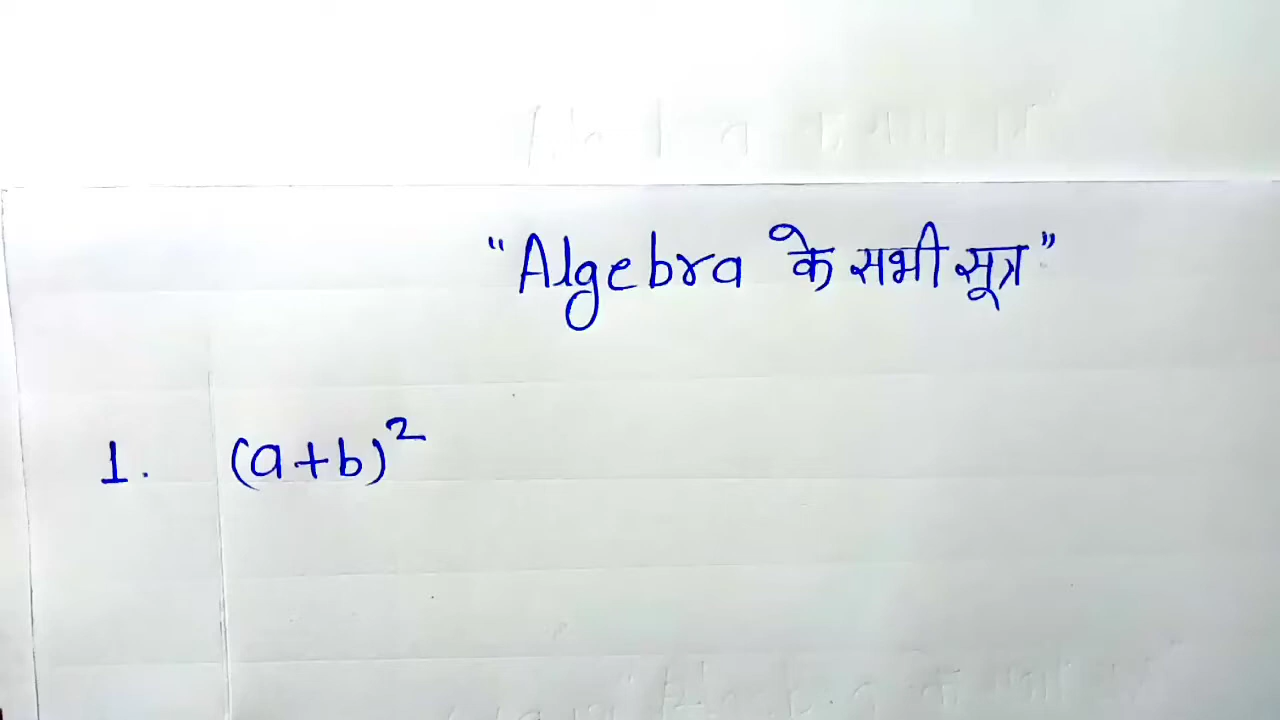 "Algebra के सभी सूत्र"
1. (a+b)²